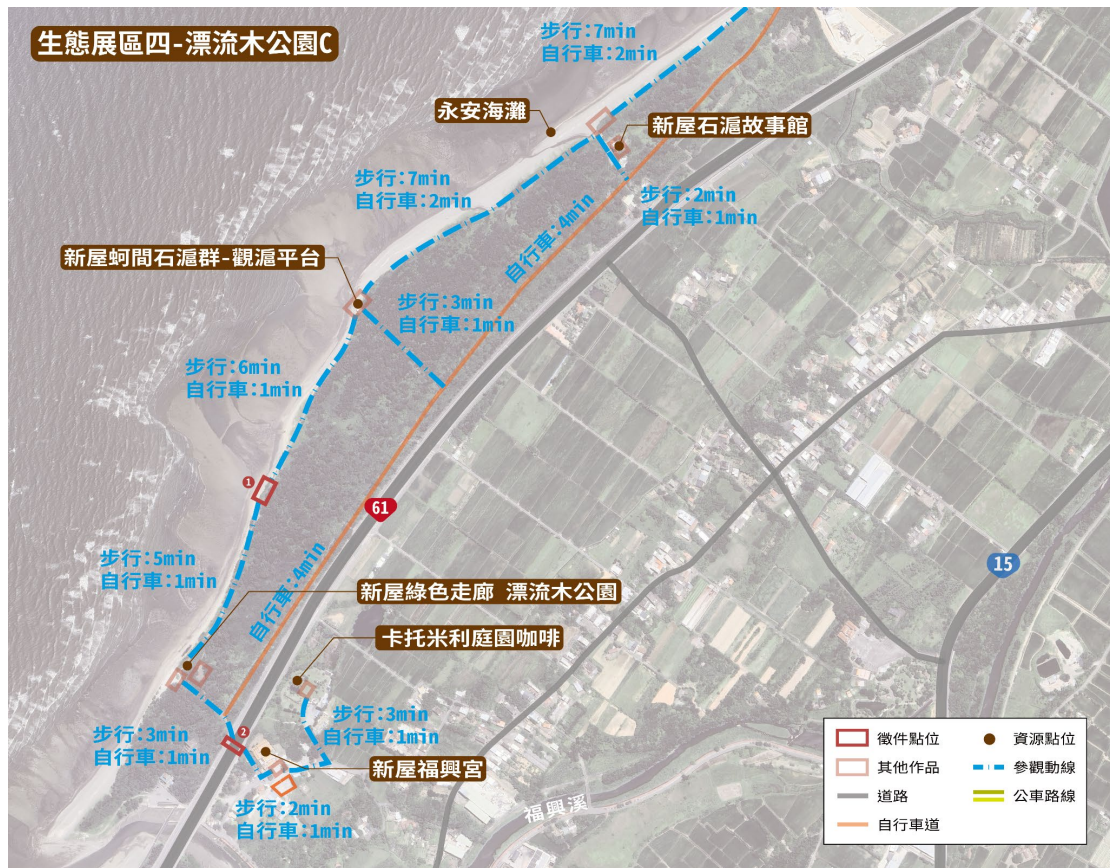 生態展區四-漂流木公園C
步行:7min
自行車:2min
永安海灘
新屋石滬故事館
步行:7min
自行車:2min
步行:2min
自行車:1min
自行車:4min
新屋蚵間石滬群-觀滬平台
步行:3min
自行車:1min
步行:6min
自行車:1min
1
61
步行:5min
自行車:1min
自行車:4min
15
新屋綠色走廊 漂流木公園
卡托米利庭園咖啡
步行:3min
自行車:1min
2
步行:3min
自行車:1min
新屋福興宮
步行:2min
自行車:1min
福興溪
徵件點位
資源點位
其他作品
參觀動線
道路
公車路線
自行車道